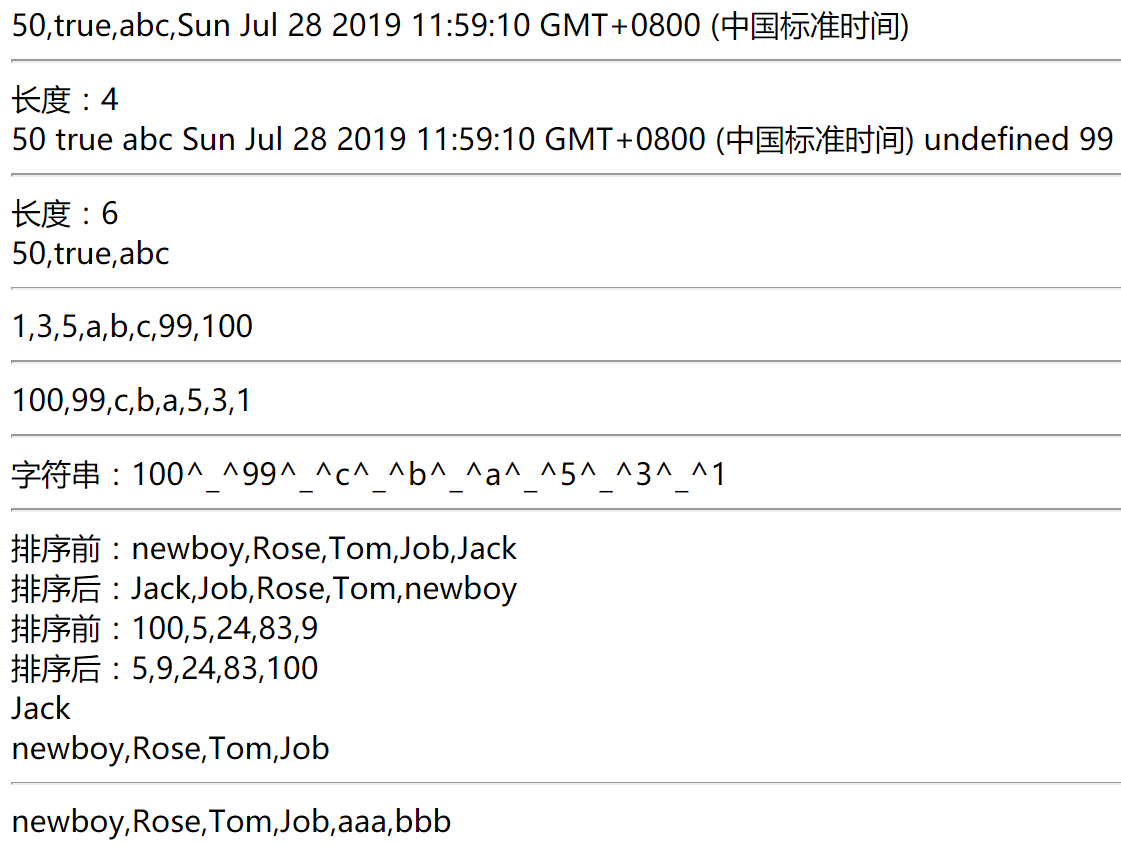 50,true,abc,Sun Jul 28 2019 11:59:10 GMT+0800 (中国标准时间)
长度：4
50 true abc Sun Jul 28 2019 11:59:10 GMT+0800 (中国标准时间) undefined 99
长度：6
50,true,abc
1,3,5,a,b,c,99,100
100,99,c,b,a,5,3,1
字符串：100^_^99^_^c^_^b^_^a^_^5^_^3^_^1
排序前：newboy,Rose,Tom,Job,Jack
排序后：Jack,Job,Rose,Tom,newboy
排序前：100,5,24,83,9
排序后：5,9,24,83,100
Jack
newboy,Rose,Tom,Job
newboy,Rose,Tom,Job,aaa,bbb